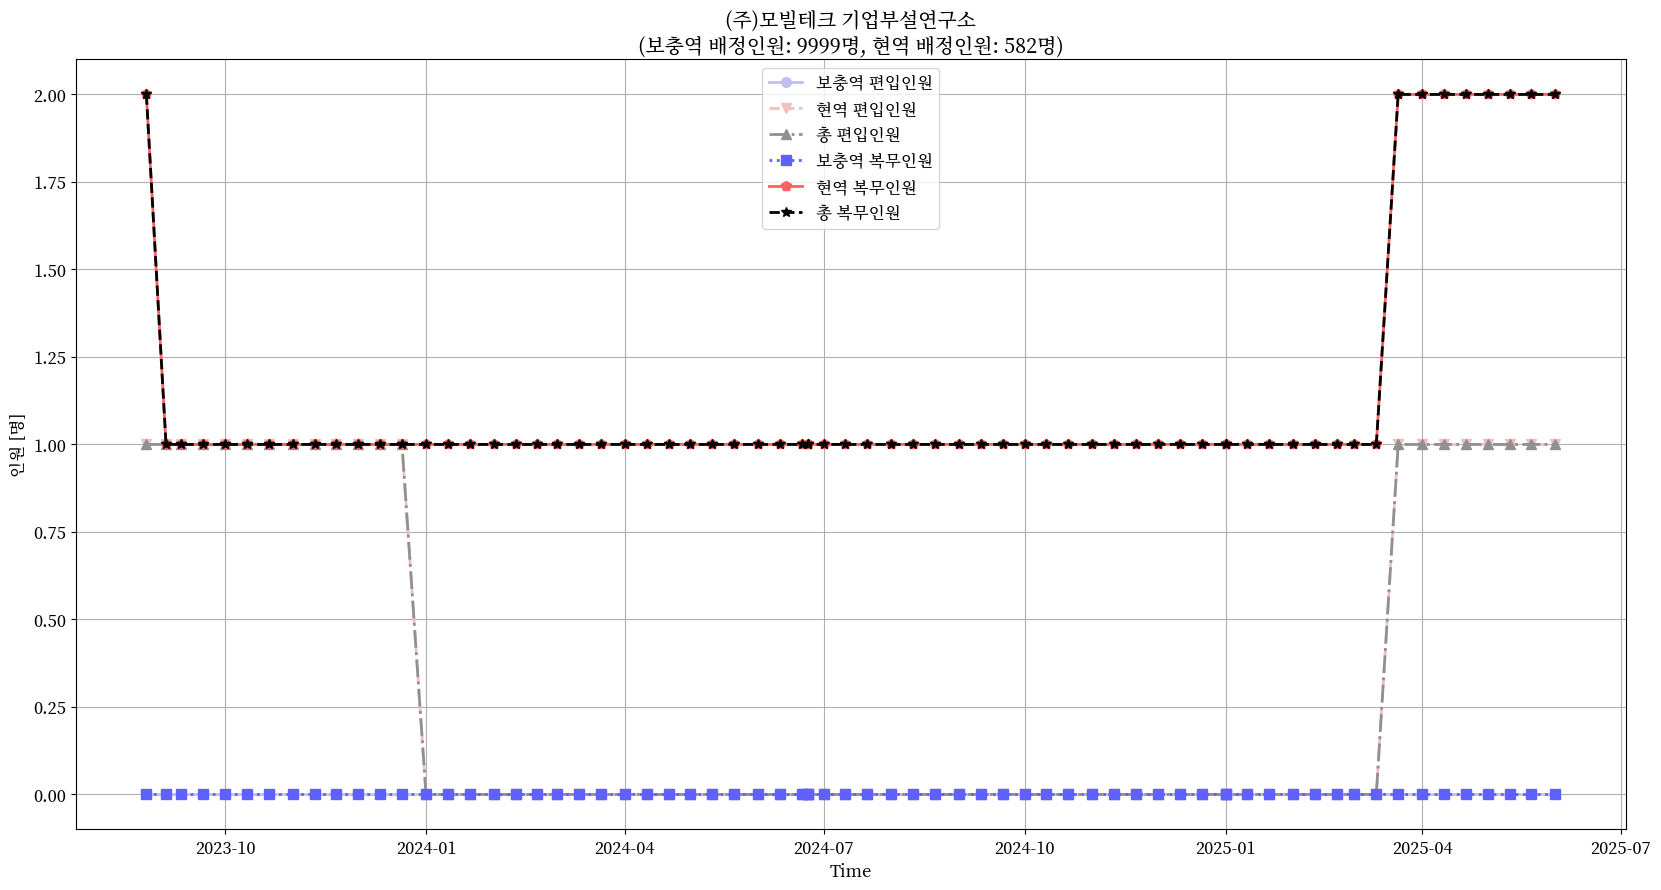 (주)모빌테크 기업부설연구소
(보충역 배정인원: 9999명, 현역 배정인원: 582명)
보충역 편입인원
현역 편입인원
총 편입인원
보충역 복무인원
현역 복무인원
총 복무인원
인원 [명]
2.00
1.75
1.50
1.25
1.00
0.75
0.50
0.25
0.00
2023-10
2024-01
2024-04
2024-07
2024-10
2025-01
2025-04
2025-07
Time